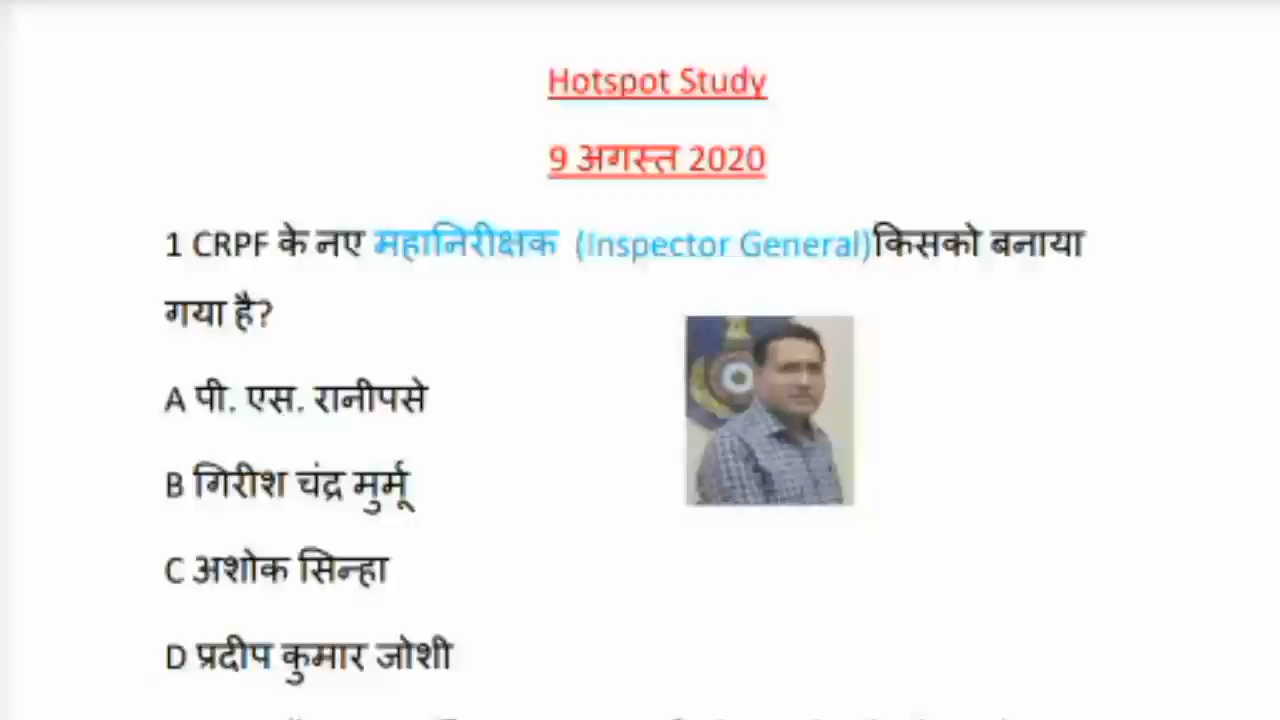 Hotspot Study
9 अगस्त 2020
1 CRPF के नए महानिरीक्षक (Inspector General)किसको बनाया
गया है?
A पी. एस. रानीपसे
B गिरीश चंद्र मुर्मू
C अशोक सिन्हा
D प्रदीप कुमार जोशी